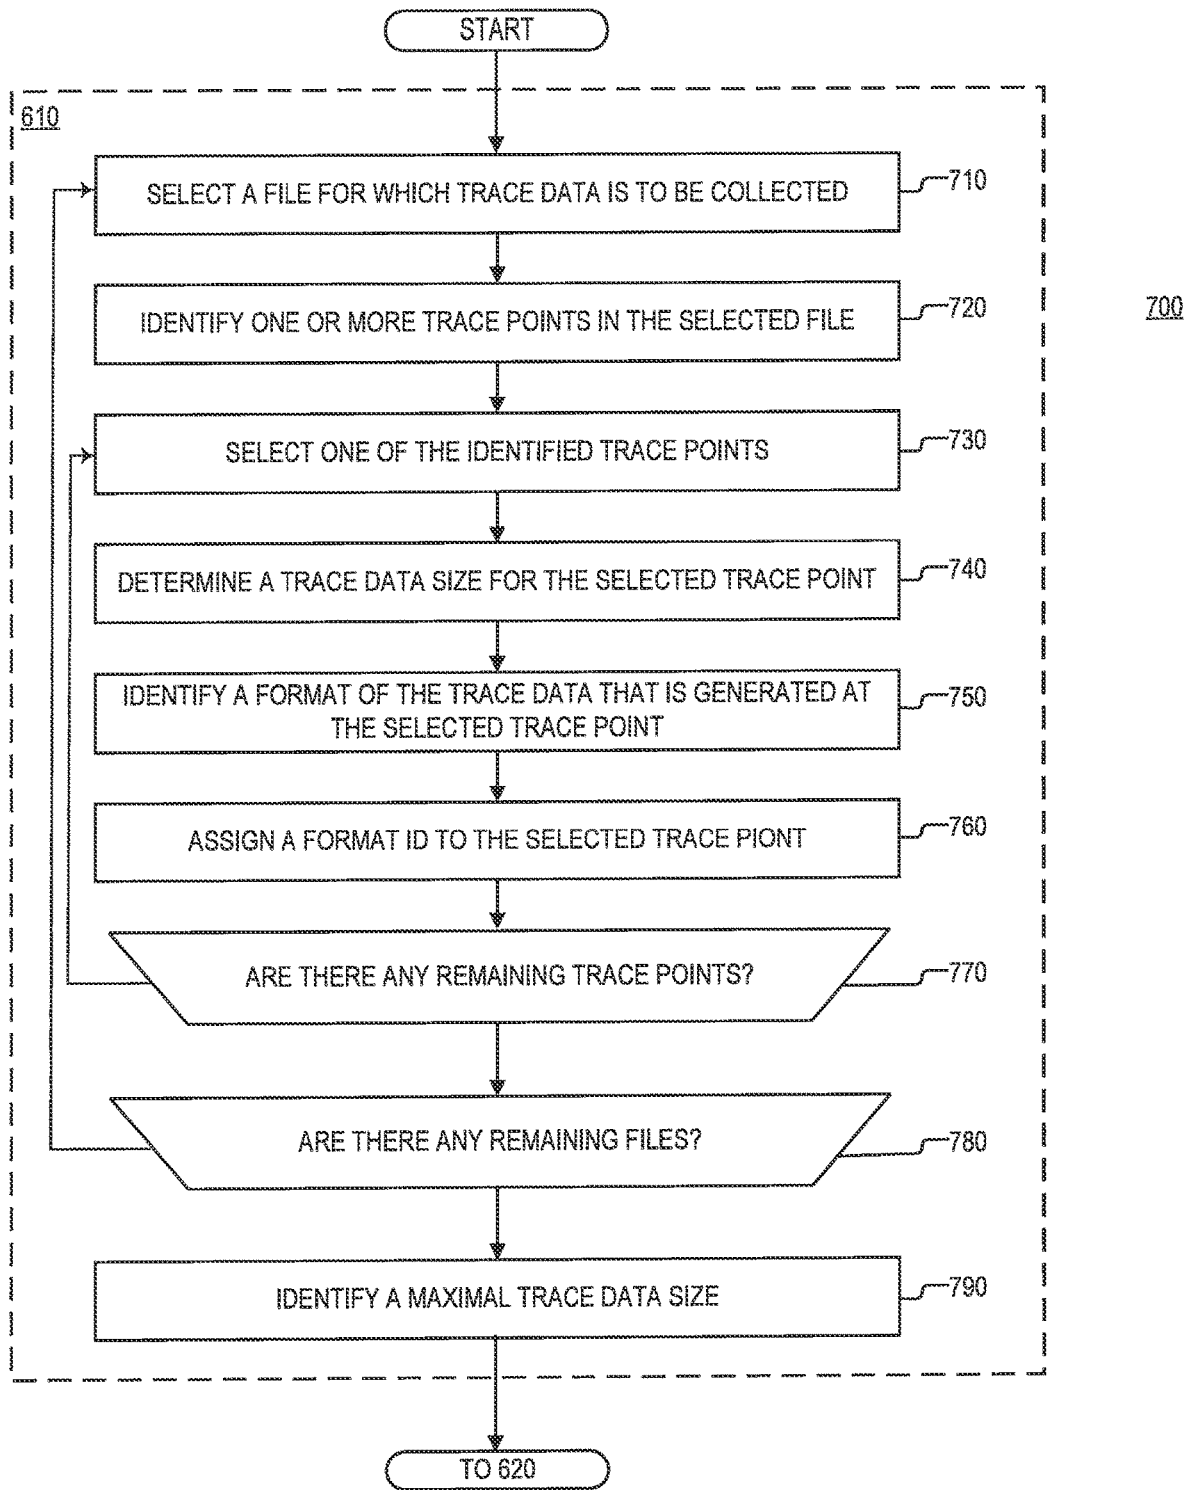 START
610
SELECT A FILE FOR WHICH TRACE DATA IS TO BE COLLECTED
710
IDENTIFY ONE OR MORE TRACE POINTS IN THE SELECTED FILE
720
700
SELECT ONE OF THE IDENTIFIED TRACE POINTS
730
DETERMINE A TRACE DATA SIZE FOR THE SELECTED TRACE POINT
740
IDENTIFY A FORMAT OF THE TRACE DATA THAT IS GENERATED AT
THE SELECTED TRACE POINT
750
ASSIGN A FORMAT ID TO THE SELECTED TRACE PIONT
760
ARE THERE ANY REMAINING TRACE POINTS?
770
ARE THERE ANY REMAINING FILES?
780
IDENTIFY A MAXIMAL TRACE DATA SIZE
790
TO 620